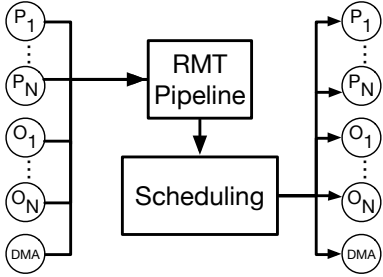 P1
PN
O1
ON
DMA
RMT
Pipeline
Scheduling
P1
PN
O1
ON
DMA